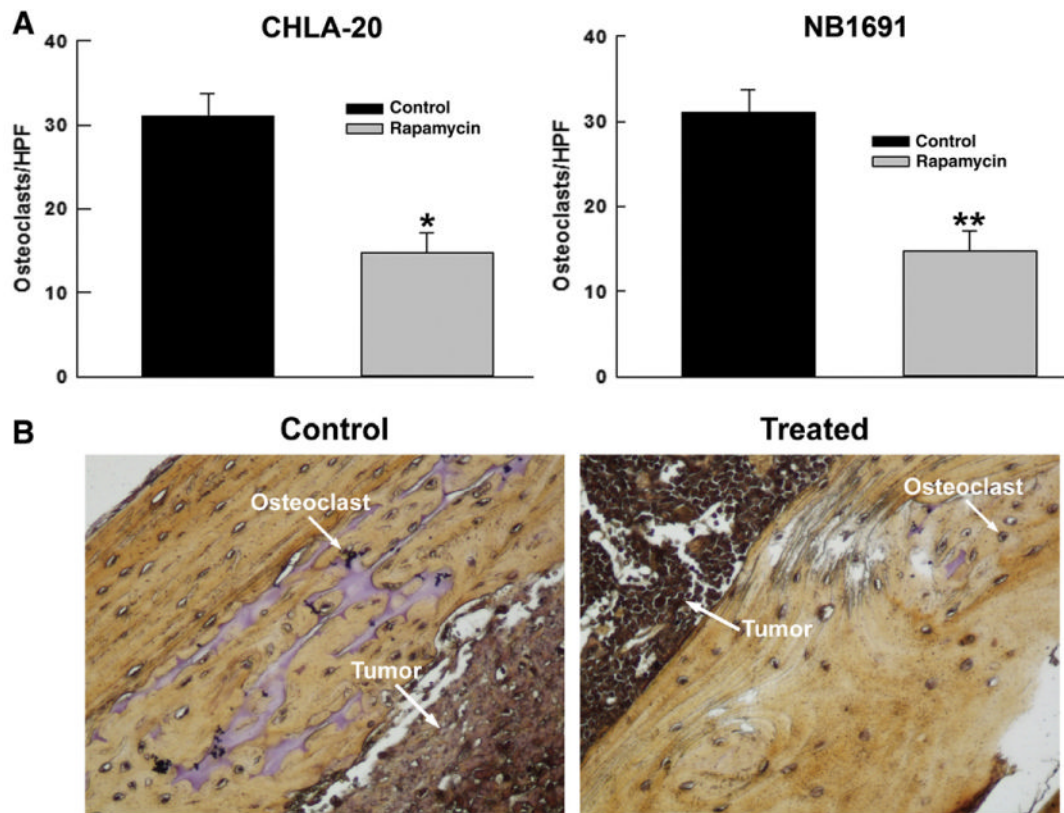 A
CHLA-20
Osteoclasts/HPF
40
30
20
10
0
Control
Rapamycin
*
NB1691
Osteoclasts/HPF
40
30
20
10
0
Control
Rapamycin
**
B
Control
Osteoclast
Tumor
Treated
Osteoclast
Tumor